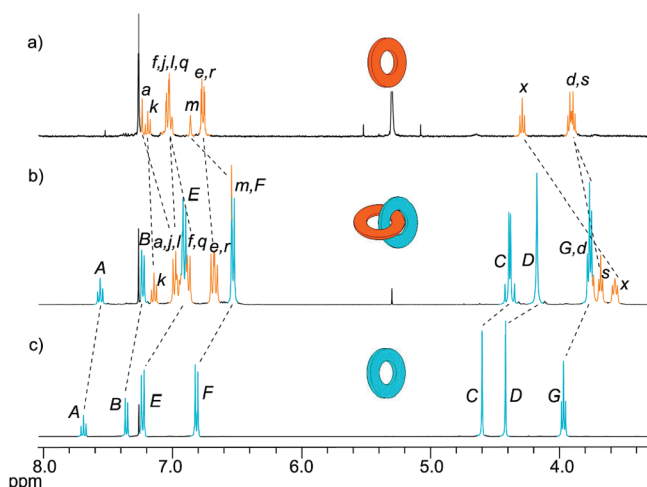 a)
f,j,l,q
a
k
m
e,r
x
d,s
b)
A
B
k
a,j,l
E
f,q
e,r
m,F
C
D
G,d
s
x
c)
A
B
E
F
C
D
G
8.0 7.0 6.0 5.0 4.0
ppm